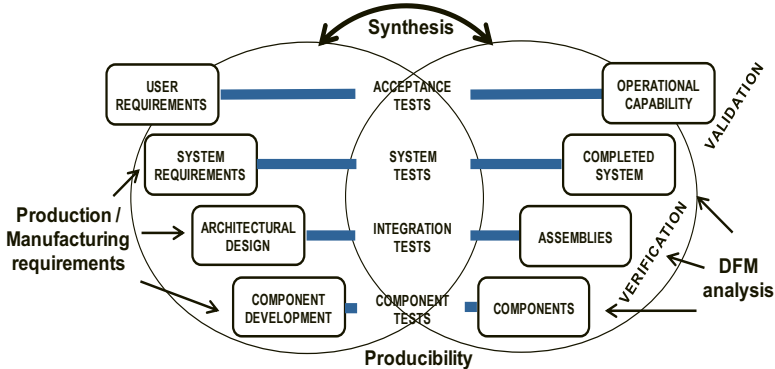 Synthesis
USER
REQUIREMENTS
ACCEPTANCE
TESTS
OPERATIONAL
CAPABILITY
VALIDATION
SYSTEM
REQUIREMENTS
SYSTEM
TESTS
COMPLETED
SYSTEM
Production /
Manufacturing
requirements
ARCHITECTURAL
DESIGN
INTEGRATION
TESTS
ASSEMBLIES
VERIFICATION
DFM
analysis
COMPONENT
DEVELOPMENT
COMPONENT
TESTS
COMPONENTS
Producibility